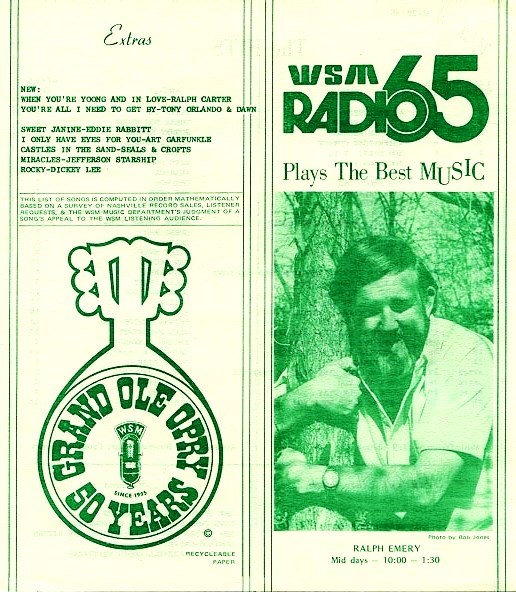 Extras
NEW:
WHEN YOU'RE YOONG AND IN LOVE-RALPH CARTER
YOU'RE ALL I NEED TO GET BY-TONY ORLANDO & DAWN
SWEET JANINE-EDDIE RABBITT
I ONLY HAVE EYES FOR YOU-ART GARFUNKLE
CASTLES IN THE SAND-SEALS & CROFTS
MIRACLES-JEFFERSON STARSHIP
ROCKY-DICKEY LEE
THIS LIST OF SONGS IS COMPUTED IN ORDER MATHEMATICALLY
BASED ON A SURVEY OF NASHVILLE RECORD SALES, LISTENER
REQUESTS, & THE WSM MUSIC DEPARTMENT'S JUDGMENT OF A
SONG'S APPEAL TO THE WSM LISTENING AUDIENCE.
GRAND OLE OPRY
WSM
SINCE 1925
50 YEARS
©
RECYCLEABLE
PAPER
WSM
RADIO 65
Plays The Best MUSIC
Photo by Bob Jones
RALPH EMERY
Mid days — 10:00 — 1:30